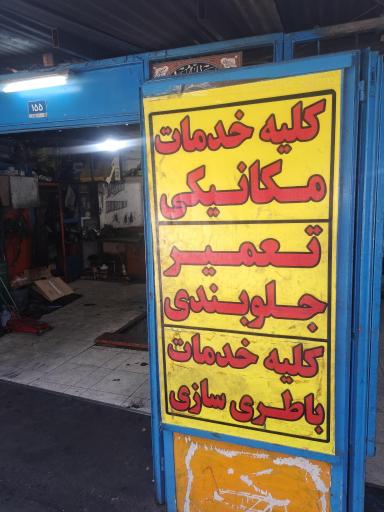 ۱۵۵
کلیه خدمات
مکانیکی
تعمیر
جلوبندی
کلیه خدمات
باطری سازی